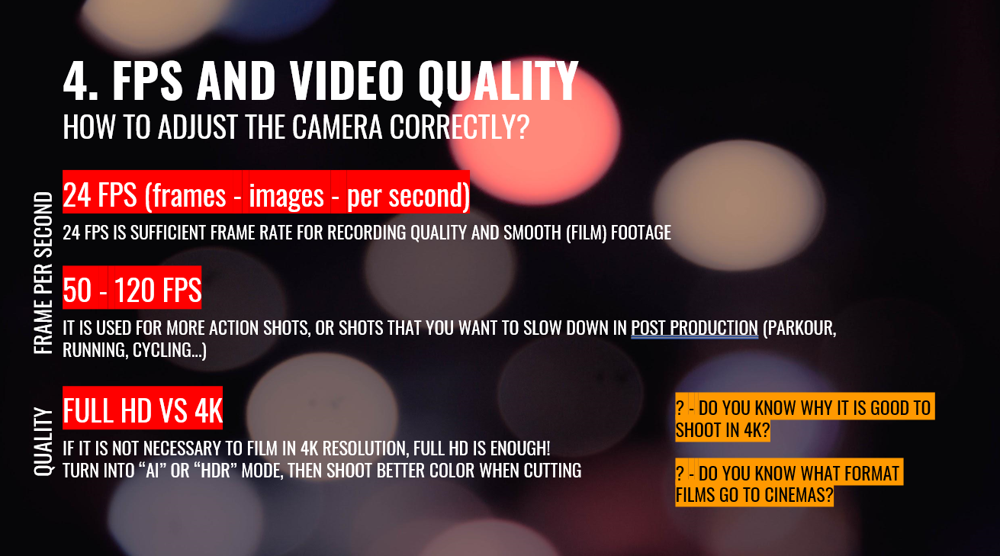 4. FPS AND VIDEO QUALITY
HOW TO ADJUST THE CAMERA CORRECTLY?
FRAME PER SECOND
24 FPS (frames - images - per second)
24 FPS IS SUFFICIENT FRAME RATE FOR RECORDING QUALITY AND SMOOTH (FILM) FOOTAGE
50 - 120 FPS
IT IS USED FOR MORE ACTION SHOTS, OR SHOTS THAT YOU WANT TO SLOW DOWN IN POST PRODUCTION (PARKOUR,
RUNNING, CYCLING...)
QUALITY
FULL HD VS 4K
IF IT IS NOT NECESSARY TO FILM IN 4K RESOLUTION, FULL HD IS ENOUGH!
TURN INTO “AI” OR “HDR” MODE, THEN SHOOT BETTER COLOR WHEN CUTTING
? - DO YOU KNOW WHY IT IS GOOD TO
SHOOT IN 4K?
? - DO YOU KNOW WHAT FORMAT
FILMS GO TO CINEMAS?